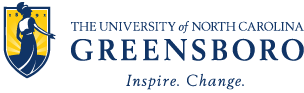 THE UNIVERSITY of NORTH CAROLINA
GREENSBORO
Inspire. Change.